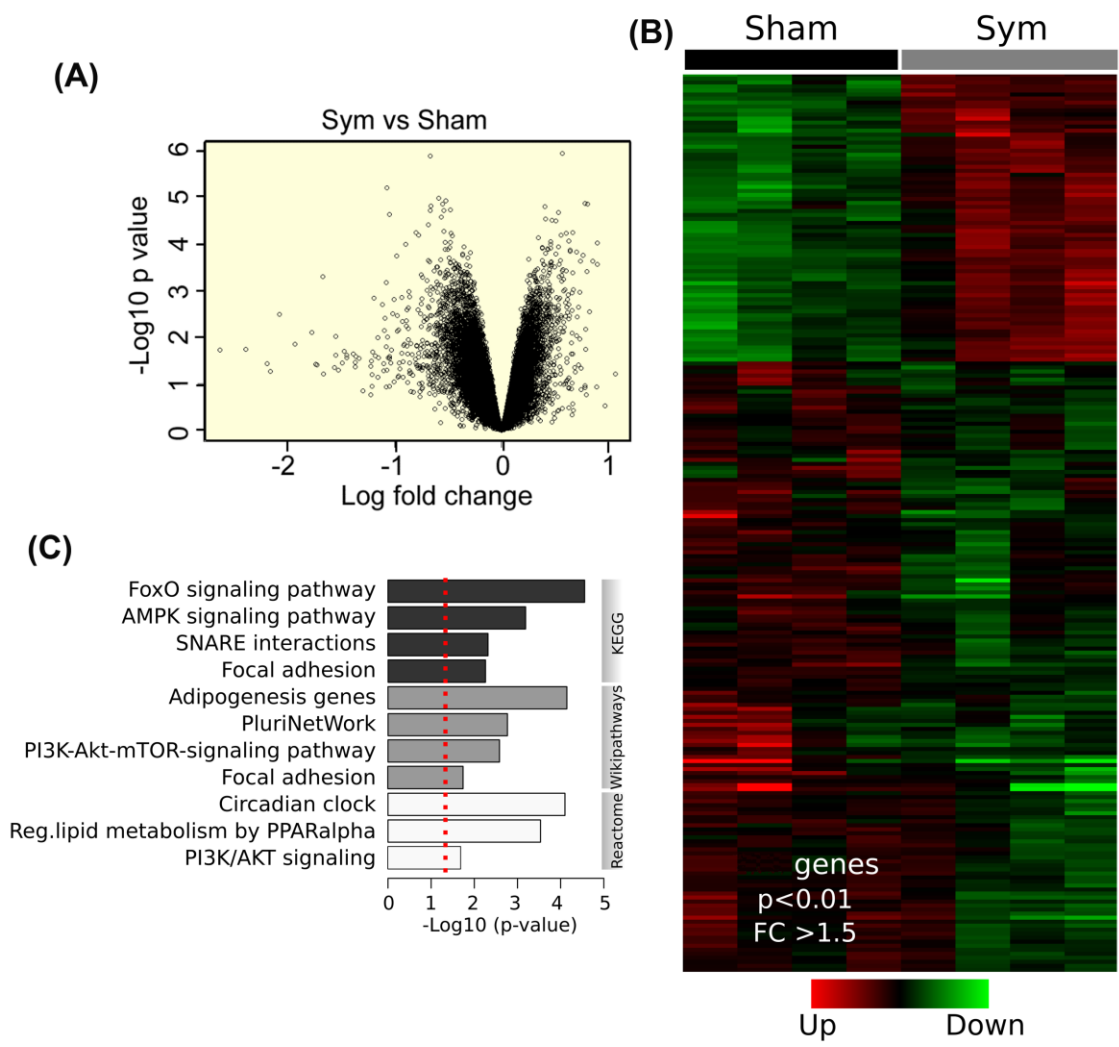 (A)
Sym vs Sham
6
5
4
3
2
1
0
-Log10 p value
-2 -1 0 1
Log fold change
(B)
Sham Sym
genes
p<0.01
FC >1.5
Up Down
(C)
FoxO signaling pathway
AMPK signaling pathway
SNARE interactions
Focal adhesion
KEGG
Adipogenesis genes
PluriNetWork
PI3K-Akt-mTOR-signaling pathway
Focal adhesion
Wikipathways
Circadian clock
Reg.lipid metabolism by PPARalpha
PI3K/AKT signaling
Reactome
0 1 2 3 4 5
-Log10 (p-value)